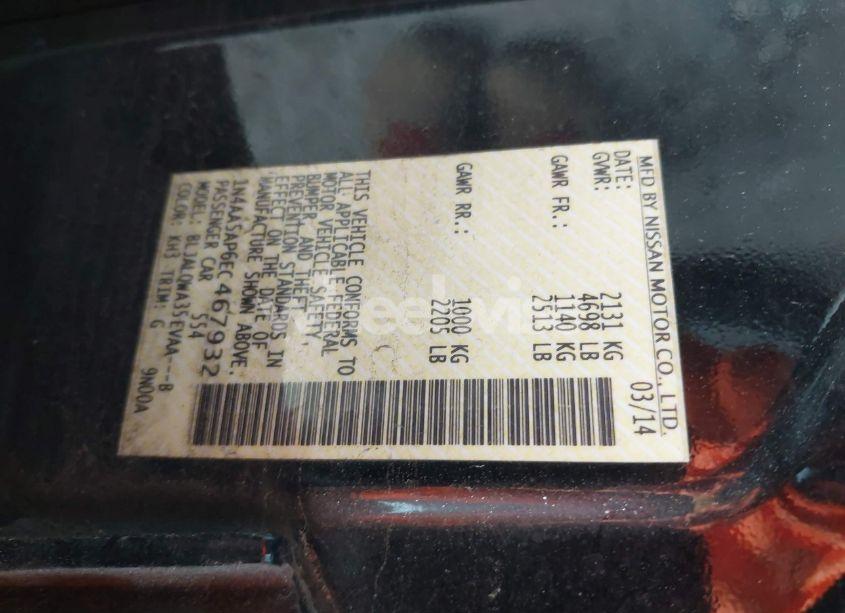 MFD BY NISSAN MOTOR CO., LTD.
DATE: 03/14
GVWR: 2131 KG
4698 LB
GAWR FR.: 1140 KG
2513 LB
GAWR RR.: 1000 KG
2205 LB
THIS VEHICLE CONFORMS TO
ALL APPLICABLE FEDERAL
MOTOR VEHICLE SAFETY,
BUMPER, AND THEFT
PREVENTION STANDARDS IN
EFFECT ON THE DATE OF
MANUFACTURE SHOWN ABOVE.
1N4AA5AP6EC467932
PASSENGER CAR 554
MODEL: BLJALQWA35EVAA---B
COLOR: KH3 TRIM: G 9N00A